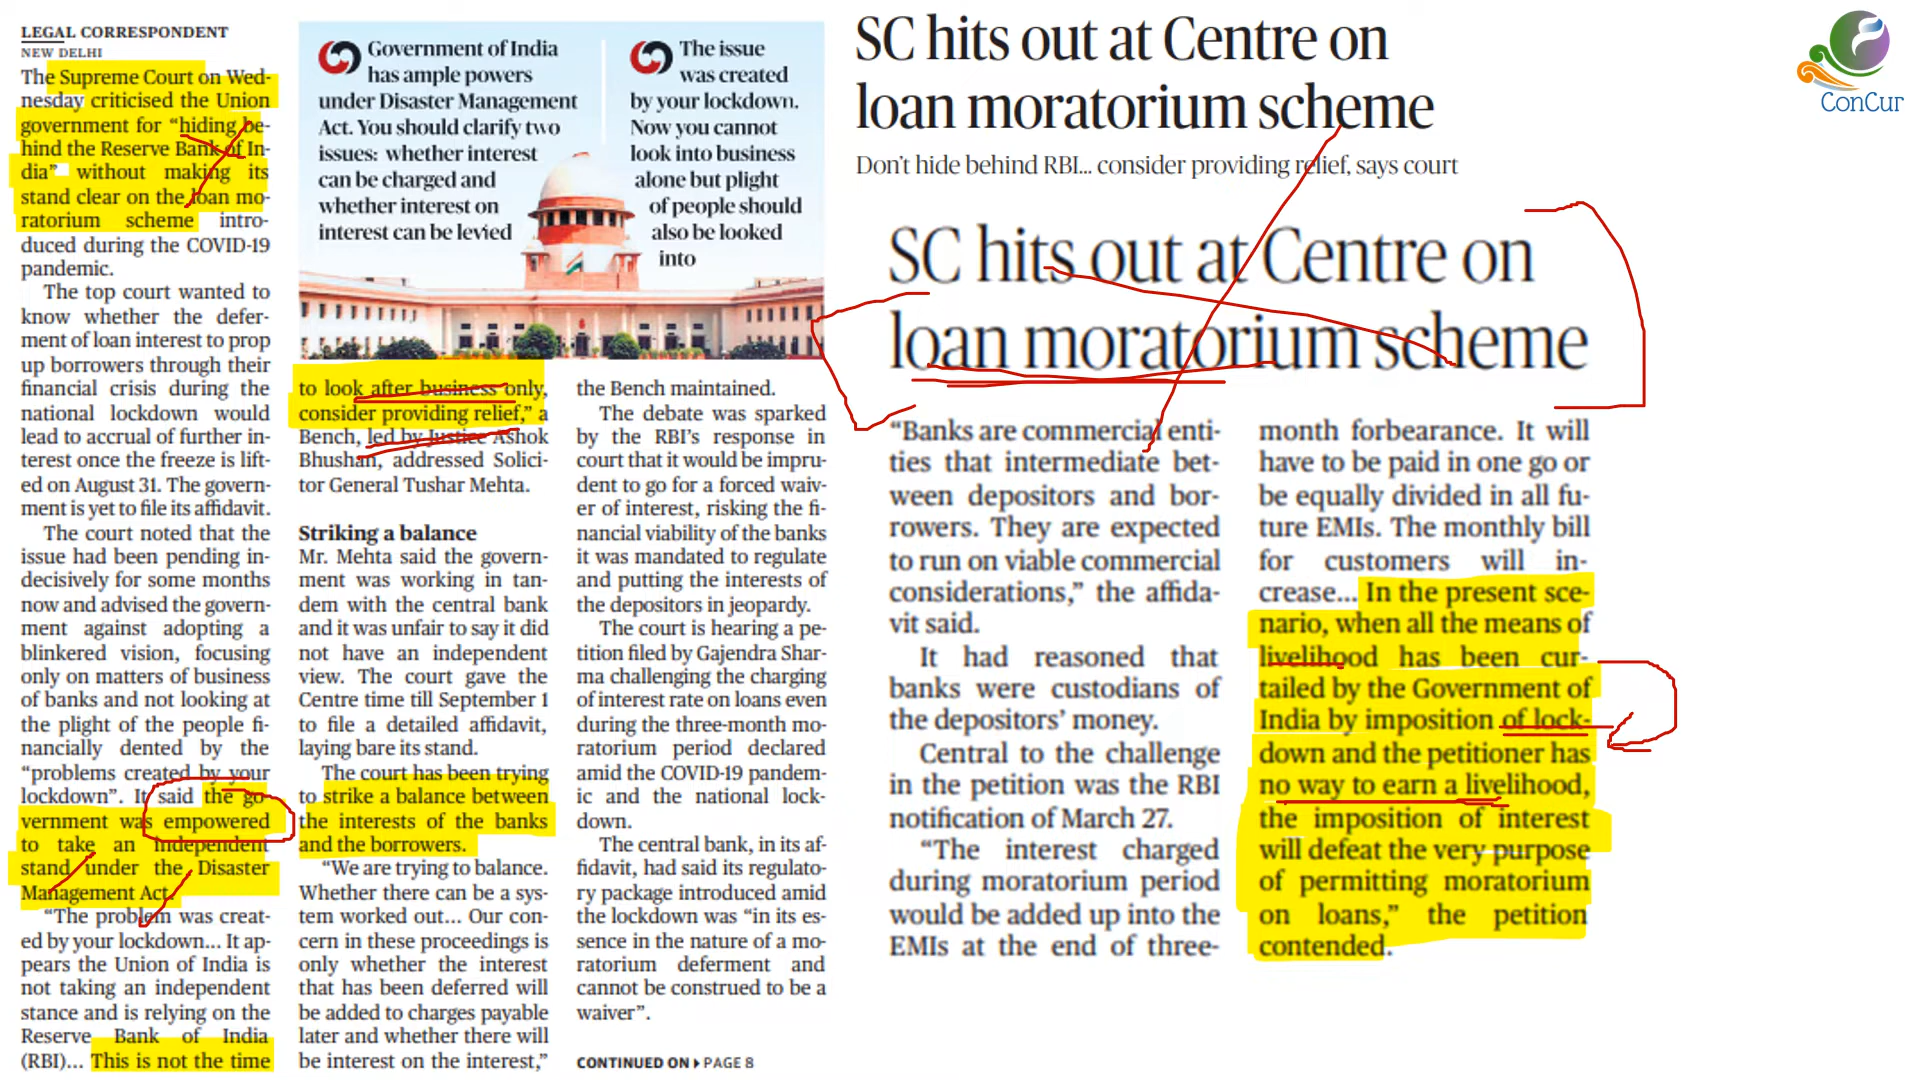 LEGAL CORRESPONDENT
NEW DELHI
The Supreme Court on Wed-
nesday criticised the Union
government for “hiding be-
hind the Reserve Bank of In-
dia” without making its
stand clear on the loan mo-
ratorium scheme intro-
duced during the COVID-19
pandemic.
The top court wanted to
know whether the defer-
ment of loan interest to prop
up borrowers through their
financial crisis during the
national lockdown would
lead to accrual of further in-
terest once the freeze is lift-
ed on August 31. The govern-
ment is yet to file its affidavit.
The court noted that the
issue had been pending in-
decisively for some months
now and advised the govern-
ment against adopting a
blinkered vision, focusing
only on matters of business
of banks and not looking at
the plight of the people fi-
nancially dented by the
“problems created by your
lockdown”. It said the go-
vernment was empowered
to take an independent
stand under the Disaster
Management Act.
“The problem was creat-
ed by your lockdown... It ap-
pears the Union of India is
not taking an independent
stance and is relying on the
Reserve Bank of India
(RBI)... This is not the time
Government of India
has ample powers
under Disaster Management
Act. You should clarify two
issues: whether interest
can be charged and
whether interest on
interest can be levied
The issue
was created
by your lockdown.
Now you cannot
look into business
alone but plight
of people should
also be looked
into
to look after business only,
consider providing relief,” a
Bench, led by Justice Ashok
Bhushan, addressed Solici-
tor General Tushar Mehta.
Striking a balance
Mr. Mehta said the govern-
ment was working in tan-
dem with the central bank
and it was unfair to say it did
not have an independent
view. The court gave the
Centre time till September 1
to file a detailed affidavit,
laying bare its stand.
The court has been trying
to strike a balance between
the interests of the banks
and the borrowers.
“We are trying to balance.
Whether there can be a sys-
tem worked out... Our con-
cern in these proceedings is
only whether the interest
that has been deferred will
be added to charges payable
later and whether there will
be interest on the interest,”
the Bench maintained.
The debate was sparked
by the RBI’s response in
court that it would be impru-
dent to go for a forced waiv-
er of interest, risking the fi-
nancial viability of the banks
it was mandated to regulate
and putting the interests of
the depositors in jeopardy.
The court is hearing a pe-
tition filed by Gajendra Shar-
ma challenging the charging
of interest rate on loans even
during the three-month mo-
ratorium period declared
amid the COVID-19 pandem-
ic and the national lock-
down.
The central bank, in its af-
fidavit, had said its regulato-
ry package introduced amid
the lockdown was “in its es-
sence in the nature of a mo-
ratorium deferment and
cannot be construed to be a
waiver”.
CONTINUED ON ▸ PAGE 8
SC hits out at Centre on
loan moratorium scheme
Don’t hide behind RBI... consider providing relief, says court
SC hits out at Centre on
loan moratorium scheme
“Banks are commercial enti-
ties that intermediate bet-
ween depositors and bor-
rowers. They are expected
to run on viable commercial
considerations,” the affida-
vit said.
It had reasoned that
banks were custodians of
the depositors’ money.
Central to the challenge
in the petition was the RBI
notification of March 27.
“The interest charged
during moratorium period
would be added up into the
EMIs at the end of three-
month forbearance. It will
have to be paid in one go or
be equally divided in all fu-
ture EMIs. The monthly bill
for customers will in-
crease... In the present sce-
nario, when all the means of
livelihood has been cur-
tailed by the Government of
India by imposition of lock-
down and the petitioner has
no way to earn a livelihood,
the imposition of interest
will defeat the very purpose
of permitting moratorium
on loans,” the petition
contended.
ConCur